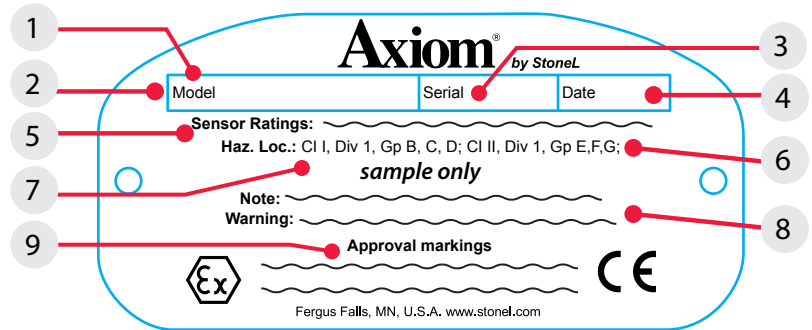 1
Axiom®
by StoneL
3
2
Model
Serial
Date
4
5
Sensor Ratings:
Haz. Loc.: Cl I, Div 1, Gp B, C, D; Cl II, Div 1, Gp E,F,G;
6
7
sample only
Note:
Warning:
8
9
Approval markings
Ex
CE
Fergus Falls, MN, U.S.A. www.stonel.com